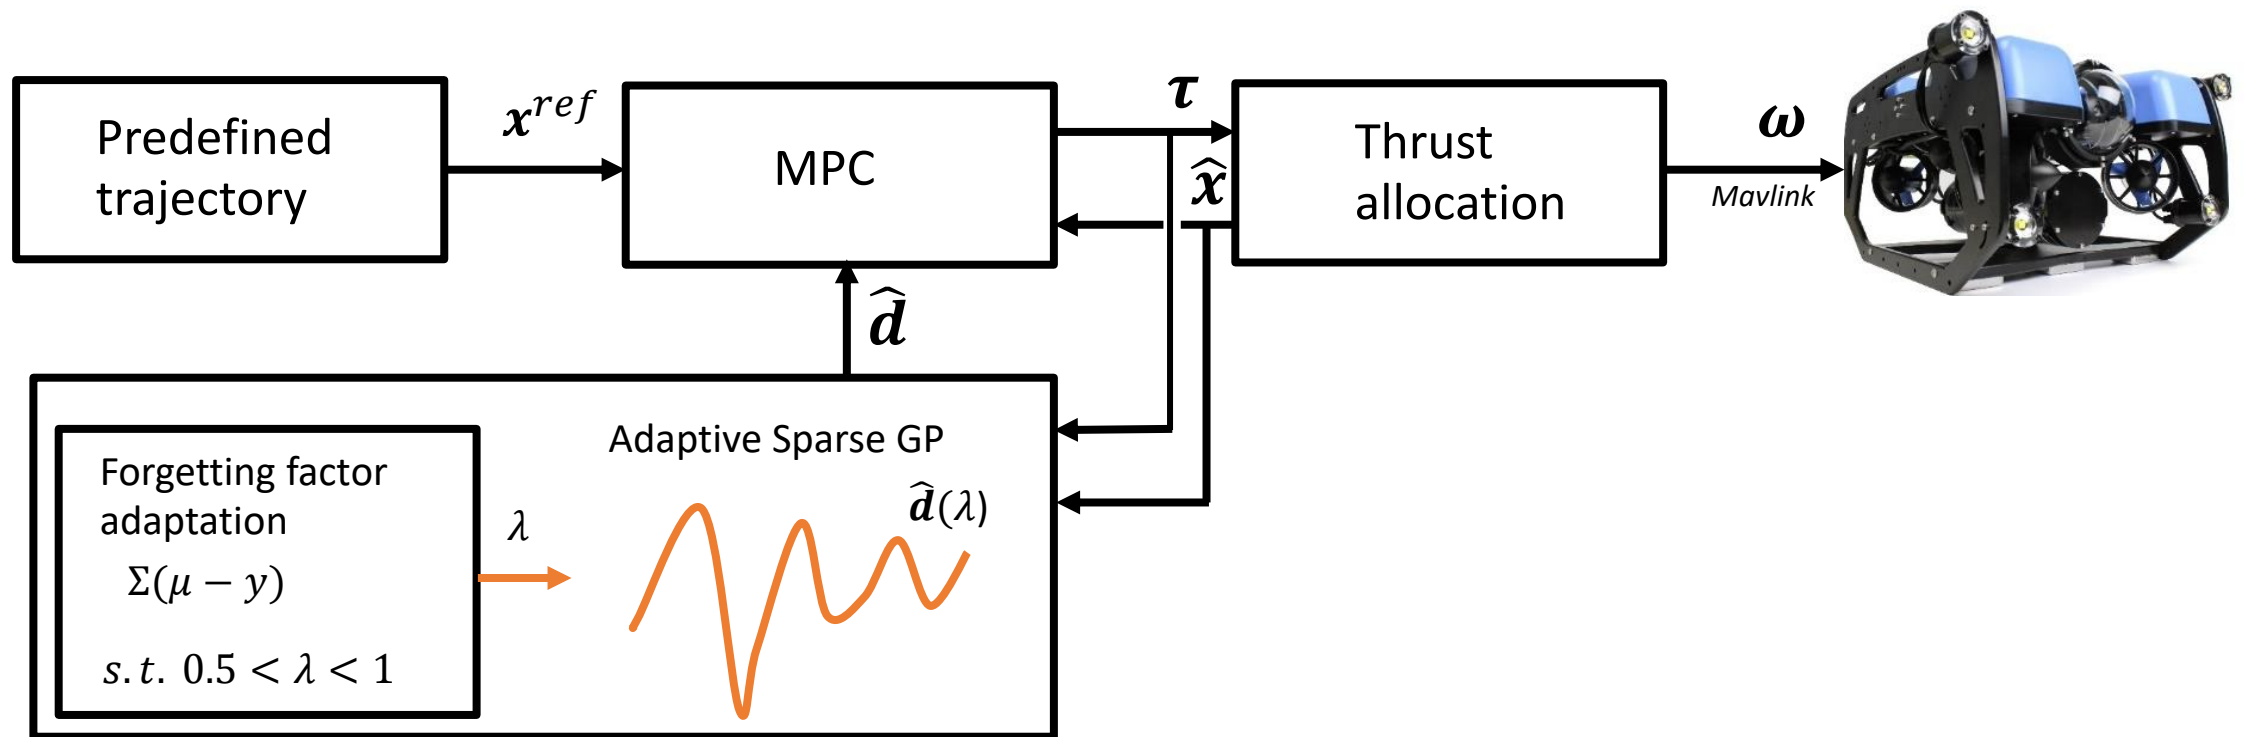 Predefined
trajectory
x^{ref}
MPC
τ
x̂
Thrust
allocation
ω
Mavlink
d̂
Forgetting factor
adaptation
Σ(μ − y)
s.t. 0.5 < λ < 1
λ
Adaptive Sparse GP
d̂(λ)